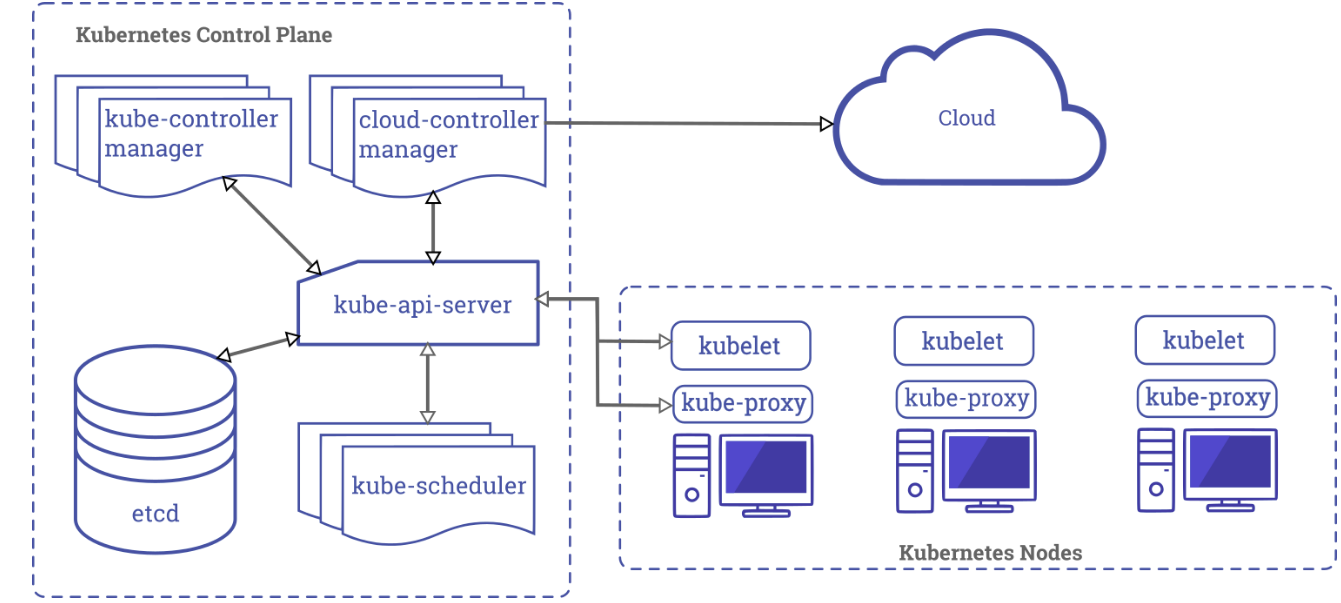 Kubernetes Control Plane
kube-controller
manager
cloud-controller
manager
Cloud
kube-api-server
etcd
kube-scheduler
kubelet
kubelet
kubelet
kube-proxy
kube-proxy
kube-proxy
Kubernetes Nodes